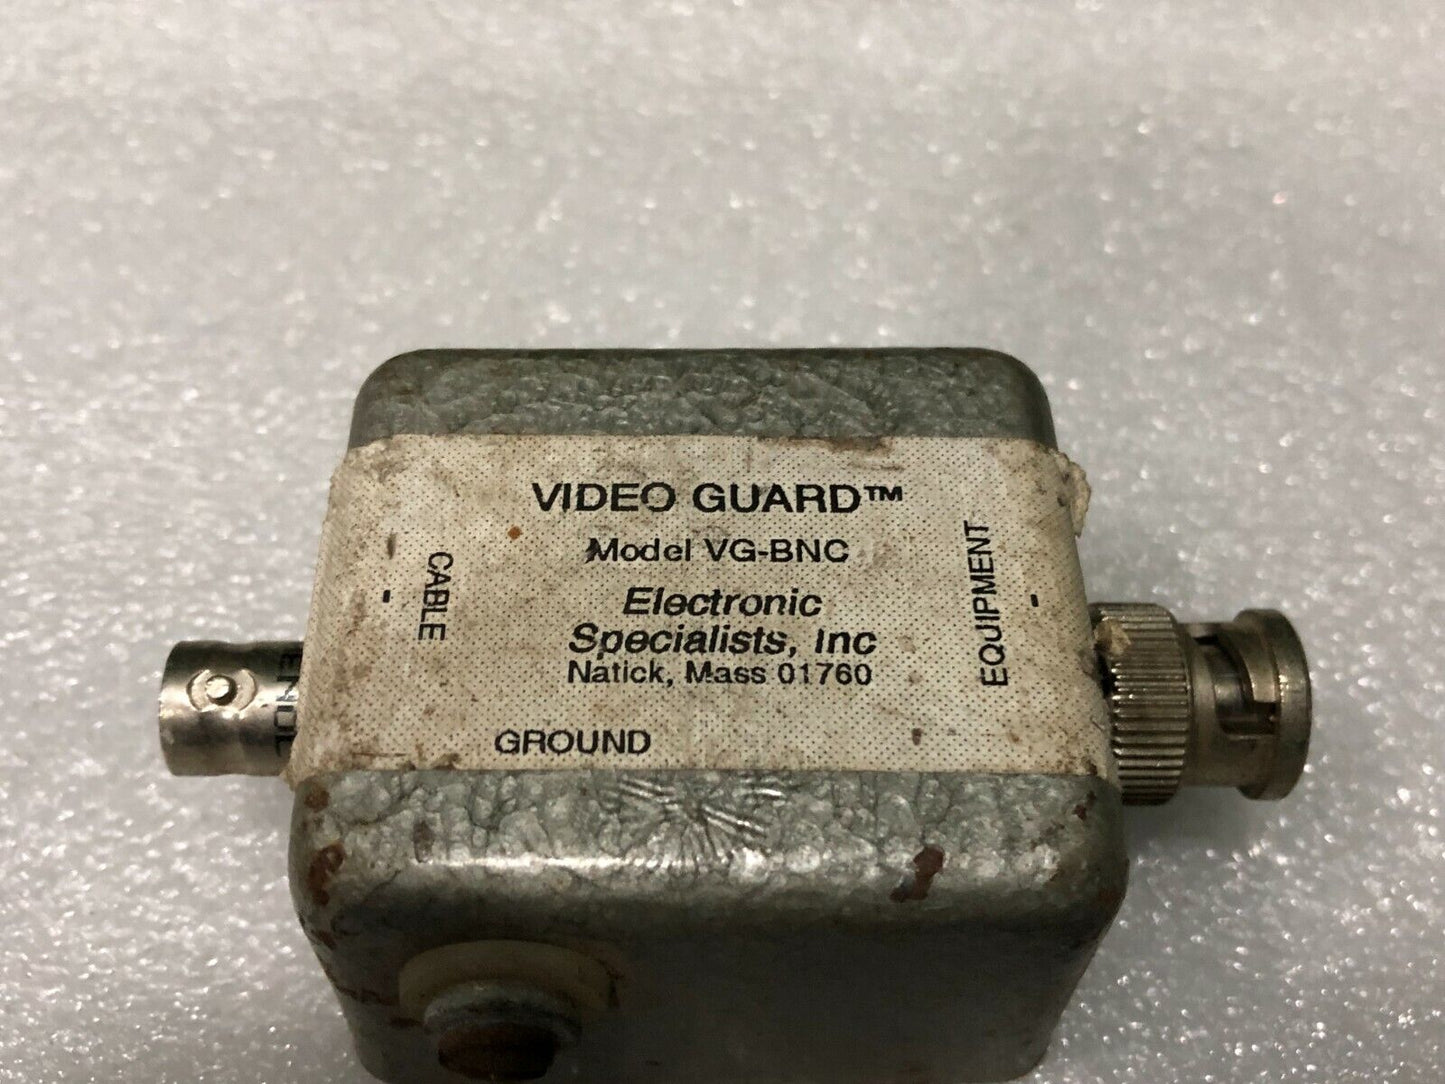 VIDEO GUARD™
Model VG-BNC
Electronic
Specialists, Inc
Natick, Mass 01760
CABLE
EQUIPMENT
GROUND